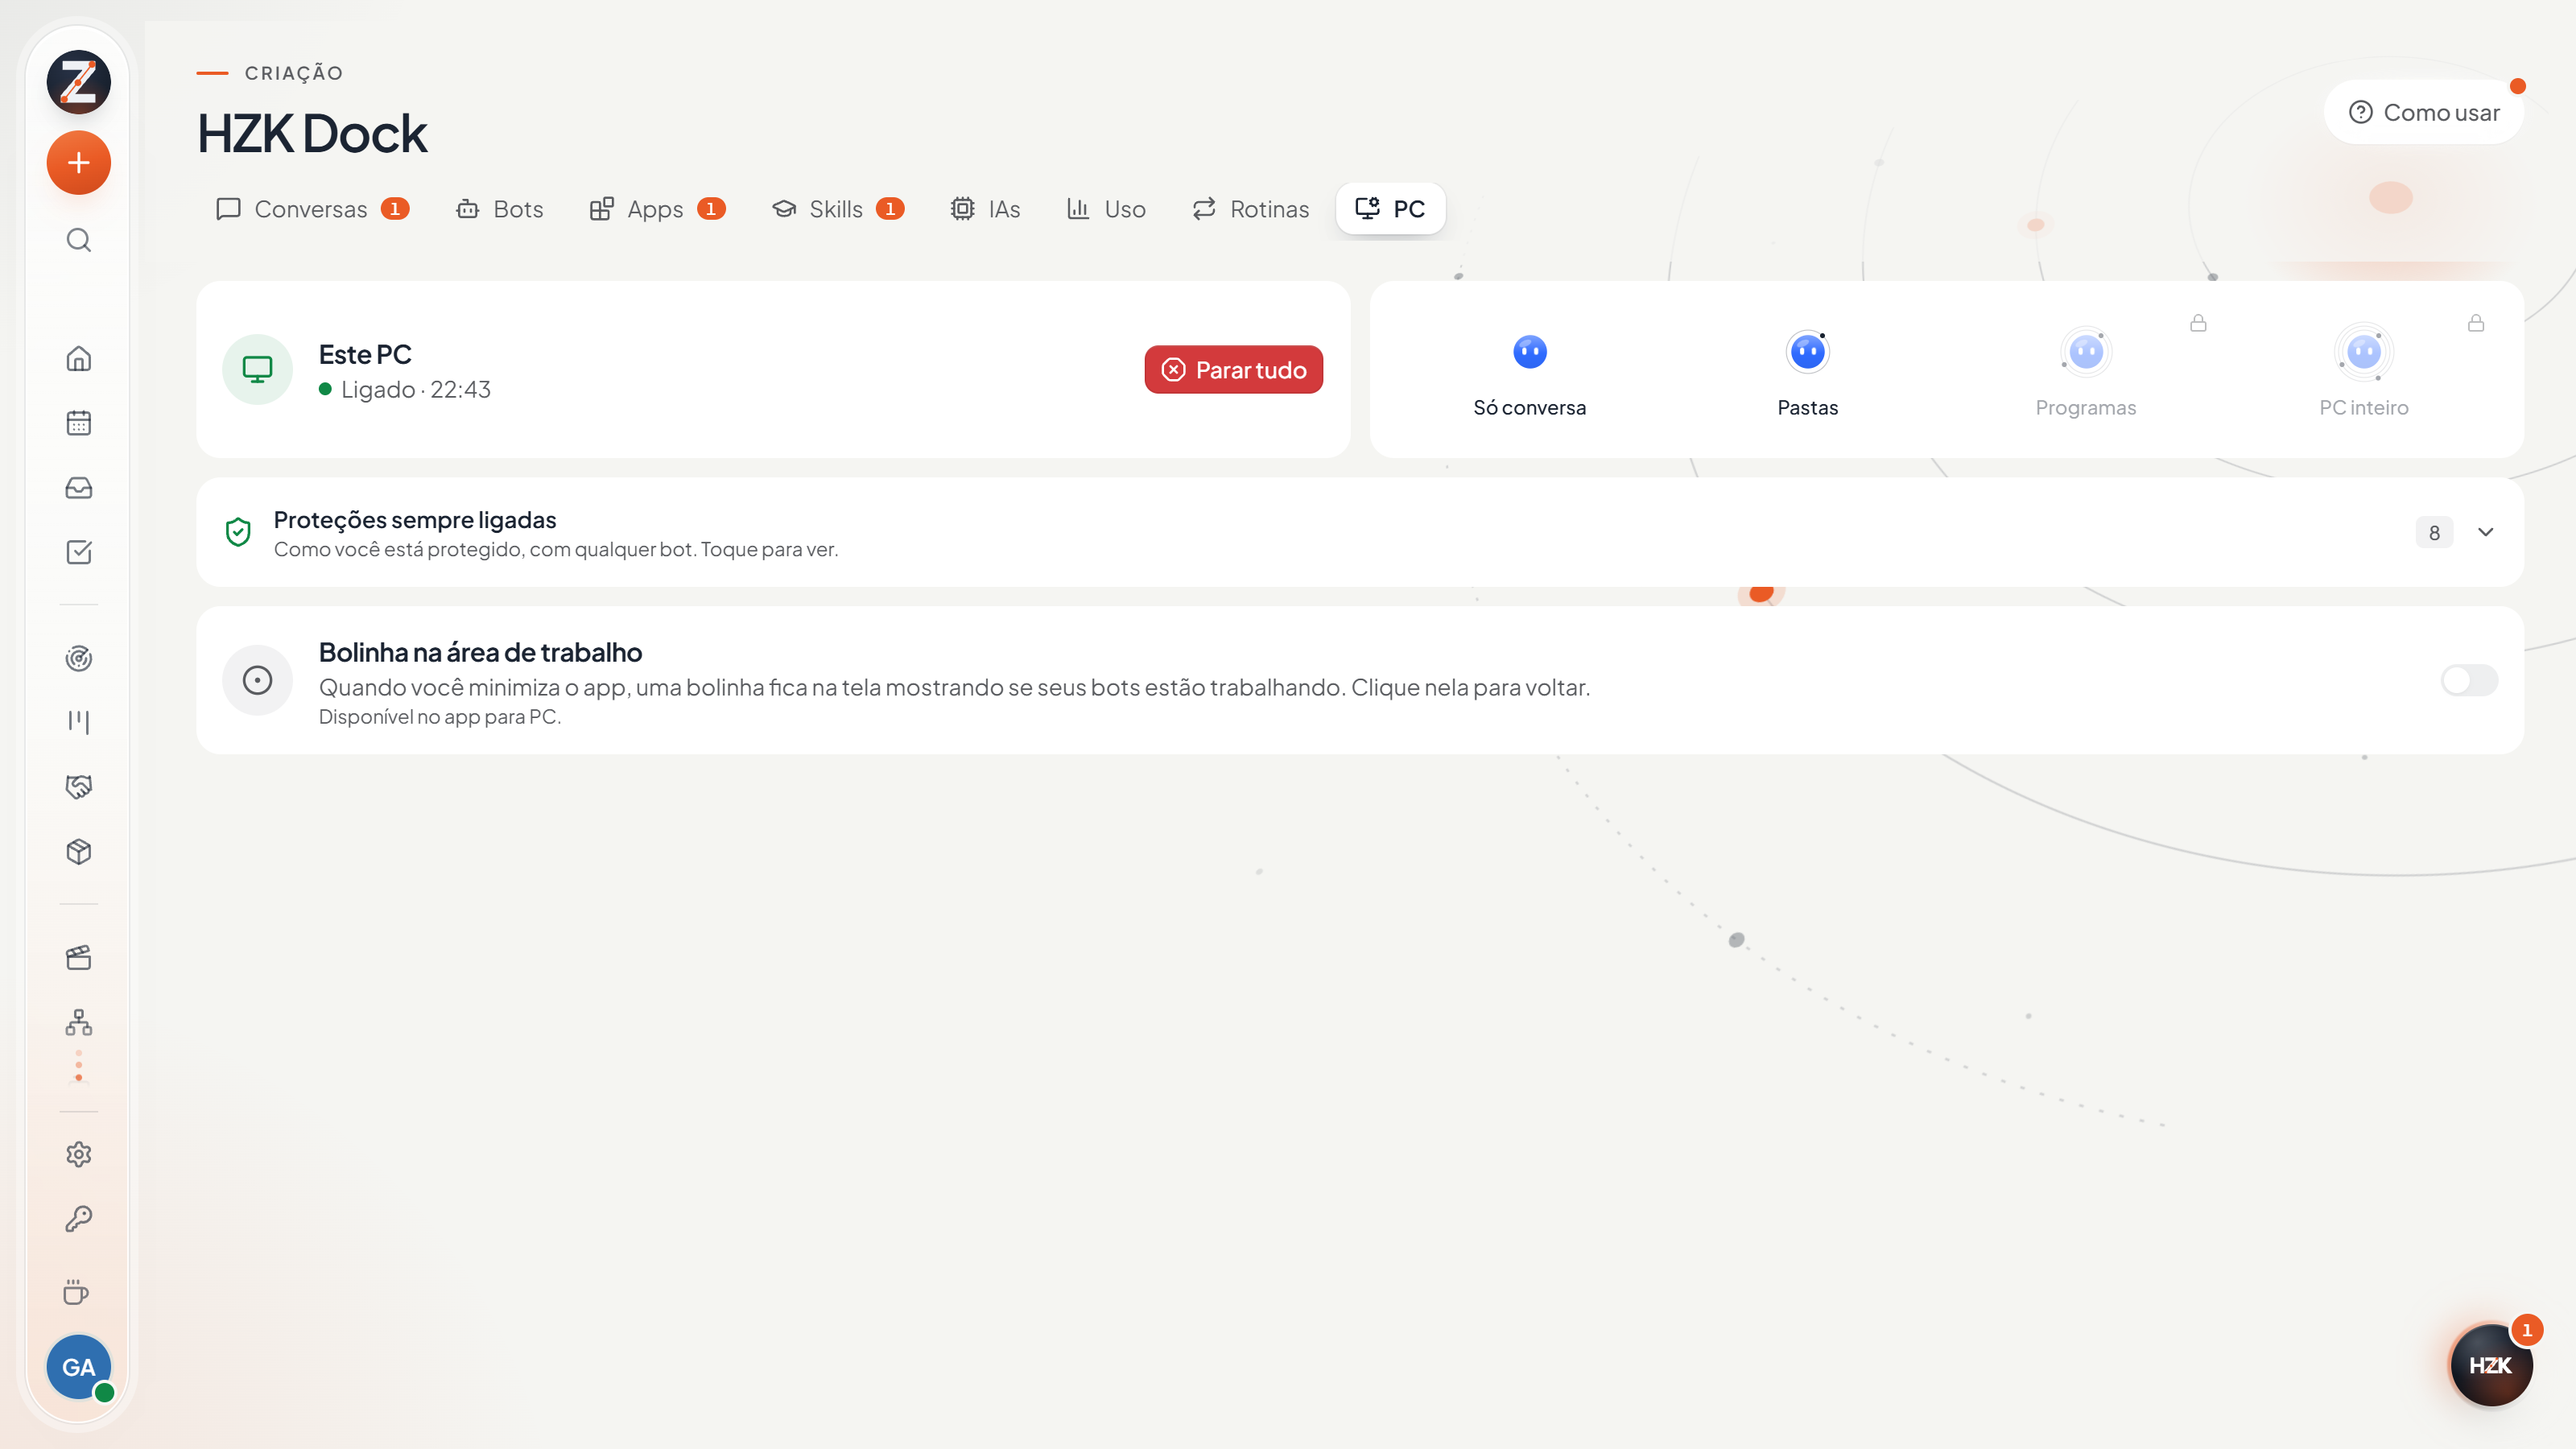 CRIAÇÃO
HZK Dock
Como usar
Conversas 1
Bots
Apps 1
Skills 1
IAs
Uso
Rotinas
PC
Este PC
Ligado · 22:43
Parar tudo
Só conversa
Pastas
Programas
PC inteiro
Proteções sempre ligadas
Como você está protegido, com qualquer bot. Toque para ver.
8
Bolinha na área de trabalho
Quando você minimiza o app, uma bolinha fica na tela mostrando se seus bots estão trabalhando. Clique nela para voltar.
Disponível no app para PC.
GA
HZK
1